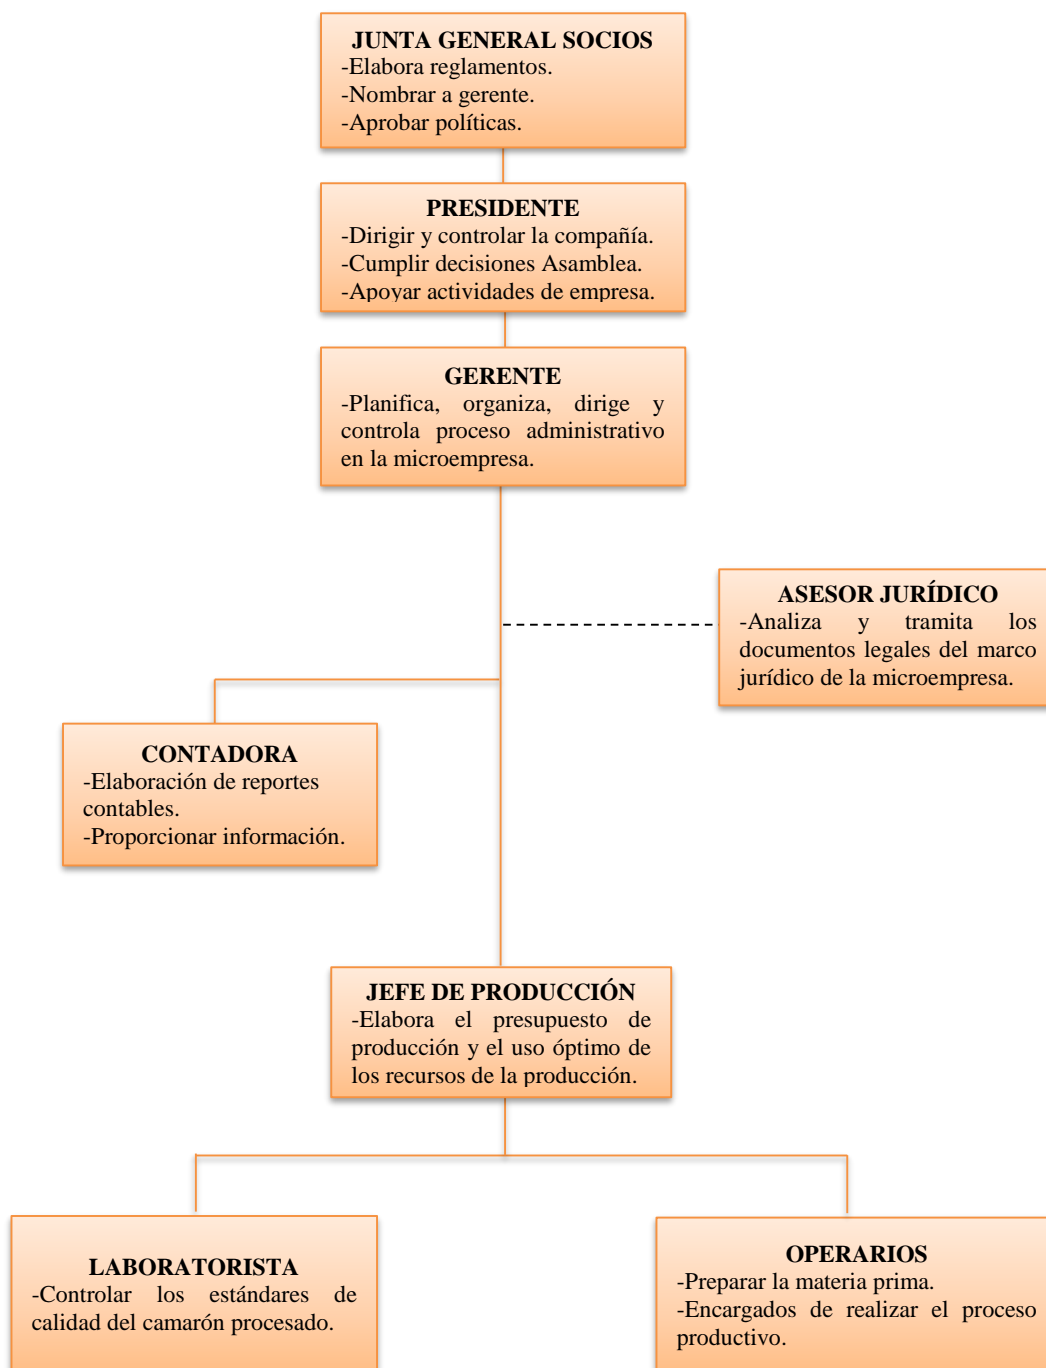 JUNTA GENERAL SOCIOS
-Elabora reglamentos.
-Nombrar a gerente.
-Aprobar políticas.
PRESIDENTE
-Dirigir y controlar la compañía.
-Cumplir decisiones Asamblea.
-Apoyar actividades de empresa.
GERENTE
-Planifica, organiza, dirige y
controla proceso administrativo
en la microempresa.
ASESOR JURÍDICO
-Analiza y tramita los
documentos legales del marco
jurídico de la microempresa.
CONTADORA
-Elaboración de reportes
contables.
-Proporcionar información.
JEFE DE PRODUCCIÓN
-Elabora el presupuesto de
producción y el uso óptimo de
los recursos de la producción.
LABORATORISTA
-Controlar los estándares de
calidad del camarón procesado.
OPERARIOS
-Preparar la materia prima.
-Encargados de realizar el proceso
productivo.